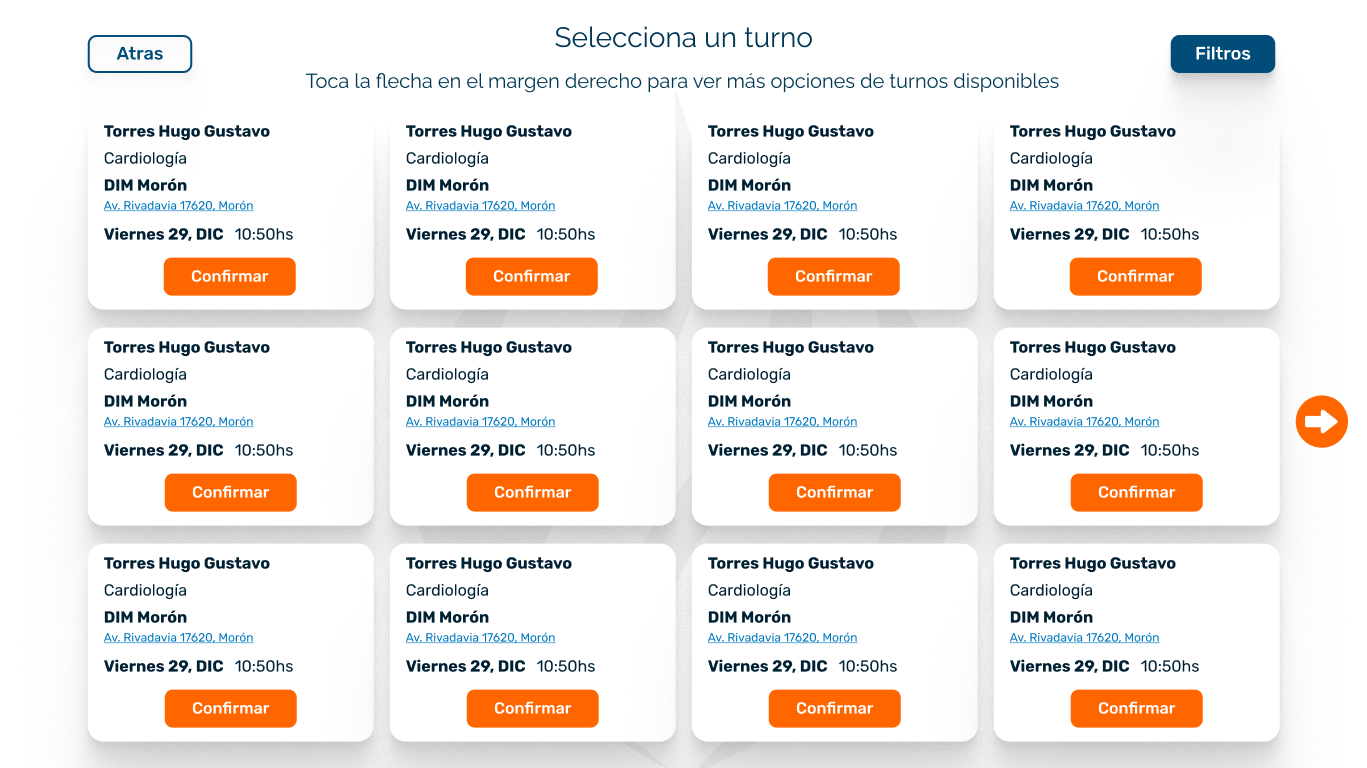 Atras
Selecciona un turno
Filtros
Toca la flecha en el margen derecho para ver más opciones de turnos disponibles
Torres Hugo Gustavo
Cardiología
DIM Morón
Av. Rivadavia 17620, Morón
Viernes 29, DIC 10:50hs
Confirmar
Torres Hugo Gustavo
Cardiología
DIM Morón
Av. Rivadavia 17620, Morón
Viernes 29, DIC 10:50hs
Confirmar
Torres Hugo Gustavo
Cardiología
DIM Morón
Av. Rivadavia 17620, Morón
Viernes 29, DIC 10:50hs
Confirmar
Torres Hugo Gustavo
Cardiología
DIM Morón
Av. Rivadavia 17620, Morón
Viernes 29, DIC 10:50hs
Confirmar
Torres Hugo Gustavo
Cardiología
DIM Morón
Av. Rivadavia 17620, Morón
Viernes 29, DIC 10:50hs
Confirmar
Torres Hugo Gustavo
Cardiología
DIM Morón
Av. Rivadavia 17620, Morón
Viernes 29, DIC 10:50hs
Confirmar
Torres Hugo Gustavo
Cardiología
DIM Morón
Av. Rivadavia 17620, Morón
Viernes 29, DIC 10:50hs
Confirmar
Torres Hugo Gustavo
Cardiología
DIM Morón
Av. Rivadavia 17620, Morón
Viernes 29, DIC 10:50hs
Confirmar
Torres Hugo Gustavo
Cardiología
DIM Morón
Av. Rivadavia 17620, Morón
Viernes 29, DIC 10:50hs
Confirmar
Torres Hugo Gustavo
Cardiología
DIM Morón
Av. Rivadavia 17620, Morón
Viernes 29, DIC 10:50hs
Confirmar
Torres Hugo Gustavo
Cardiología
DIM Morón
Av. Rivadavia 17620, Morón
Viernes 29, DIC 10:50hs
Confirmar
Torres Hugo Gustavo
Cardiología
DIM Morón
Av. Rivadavia 17620, Morón
Viernes 29, DIC 10:50hs
Confirmar